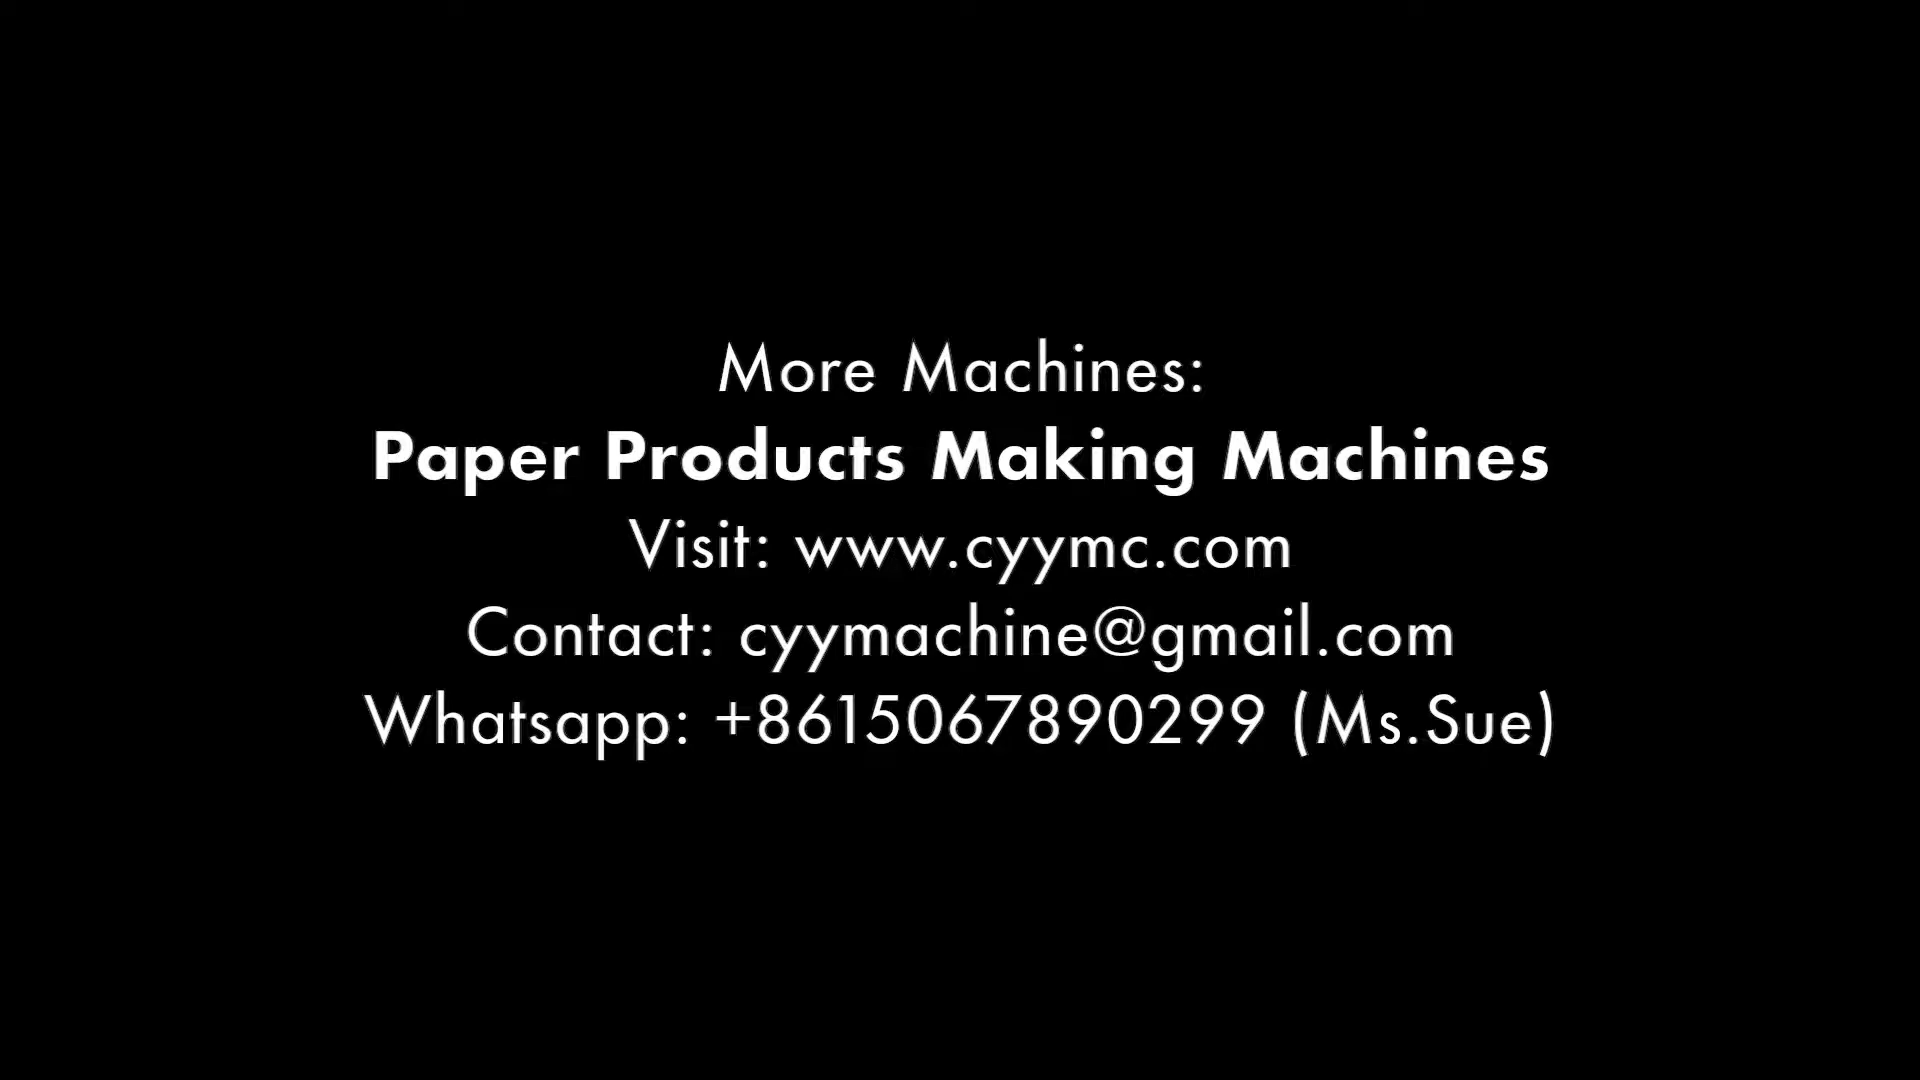 More Machines:
Paper Products Making Machines
Visit: www.cyymc.com
Contact: cyymachine@gmail.com
Whatsapp: +8615067890299 (Ms.Sue)